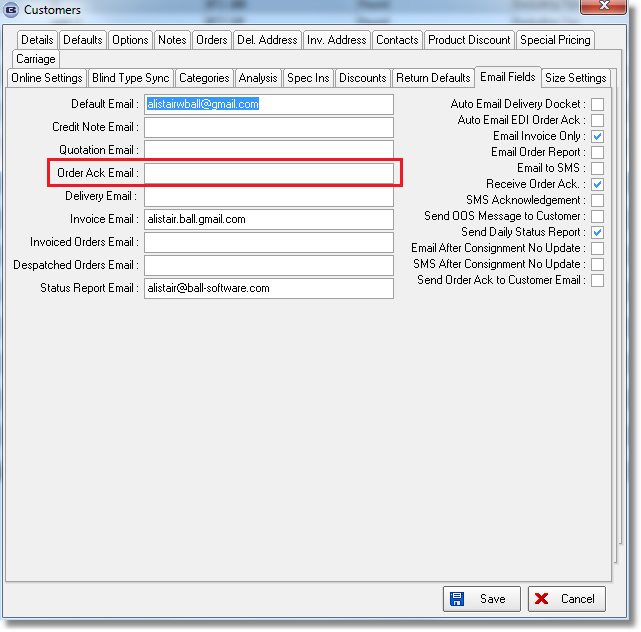 Customers
Details Defaults Options Notes Orders Del. Address Inv. Address Contacts Product Discount Special Pricing
Carriage
Online Settings Blind Type Sync Categories Analysis Spec Ins Discounts Return Defaults Email Fields Size Settings
Default Email : alistairwball@gmail.com
Credit Note Email :
Quotation Email :
Order Ack Email :
Delivery Email :
Invoice Email : alistair.ball.gmail.com
Invoiced Orders Email :
Despatched Orders Email :
Status Report Email : alistair@ball-software.com
Auto Email Delivery Docket :
Auto Email EDI Order Ack :
Email Invoice Only :
Email Order Report :
Email to SMS :
Receive Order Ack. :
SMS Acknowledgement :
Send OOS Message to Customer :
Send Daily Status Report :
Email After Consignment No Update :
SMS After Consignment No Update :
Send Order Ack to Customer Email :
Save Cancel